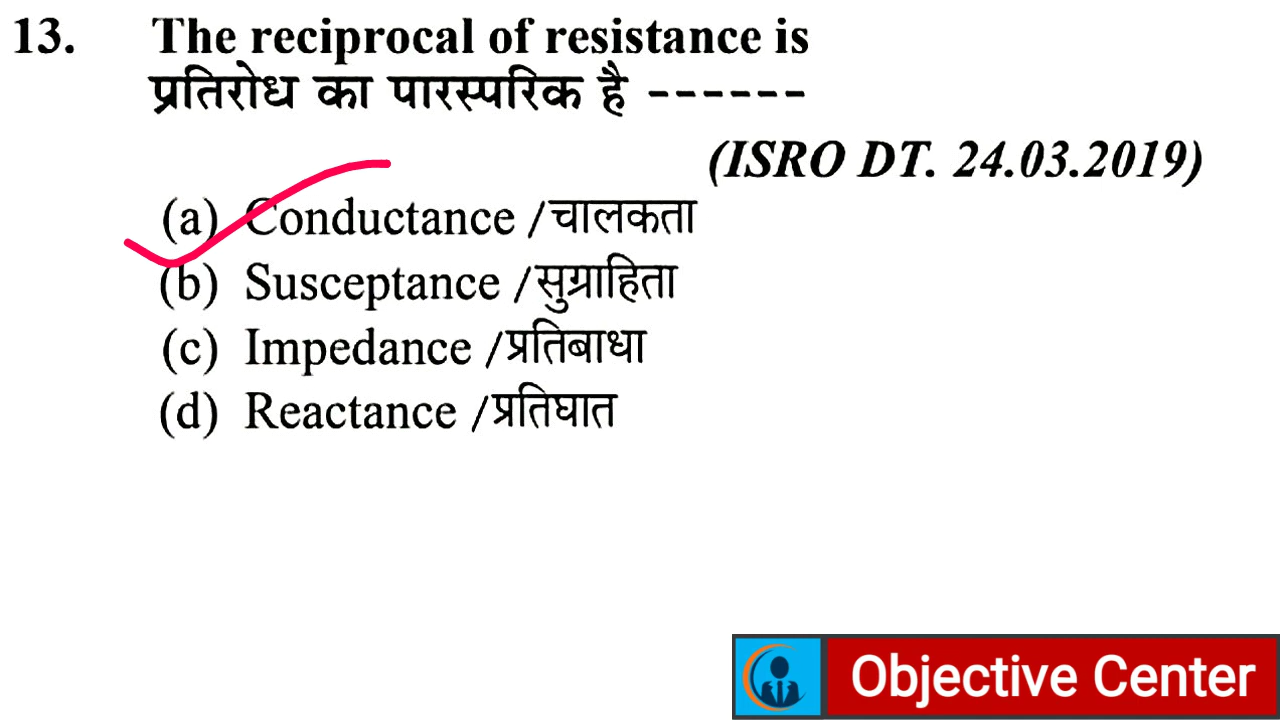 13. The reciprocal of resistance is
प्रतिरोध का पारस्परिक है ------
(ISRO DT. 24.03.2019)
(a) Conductance /चालकता
(b) Susceptance /सुग्राहिता
(c) Impedance /प्रतिबाधा
(d) Reactance /प्रतिघात
Objective Center